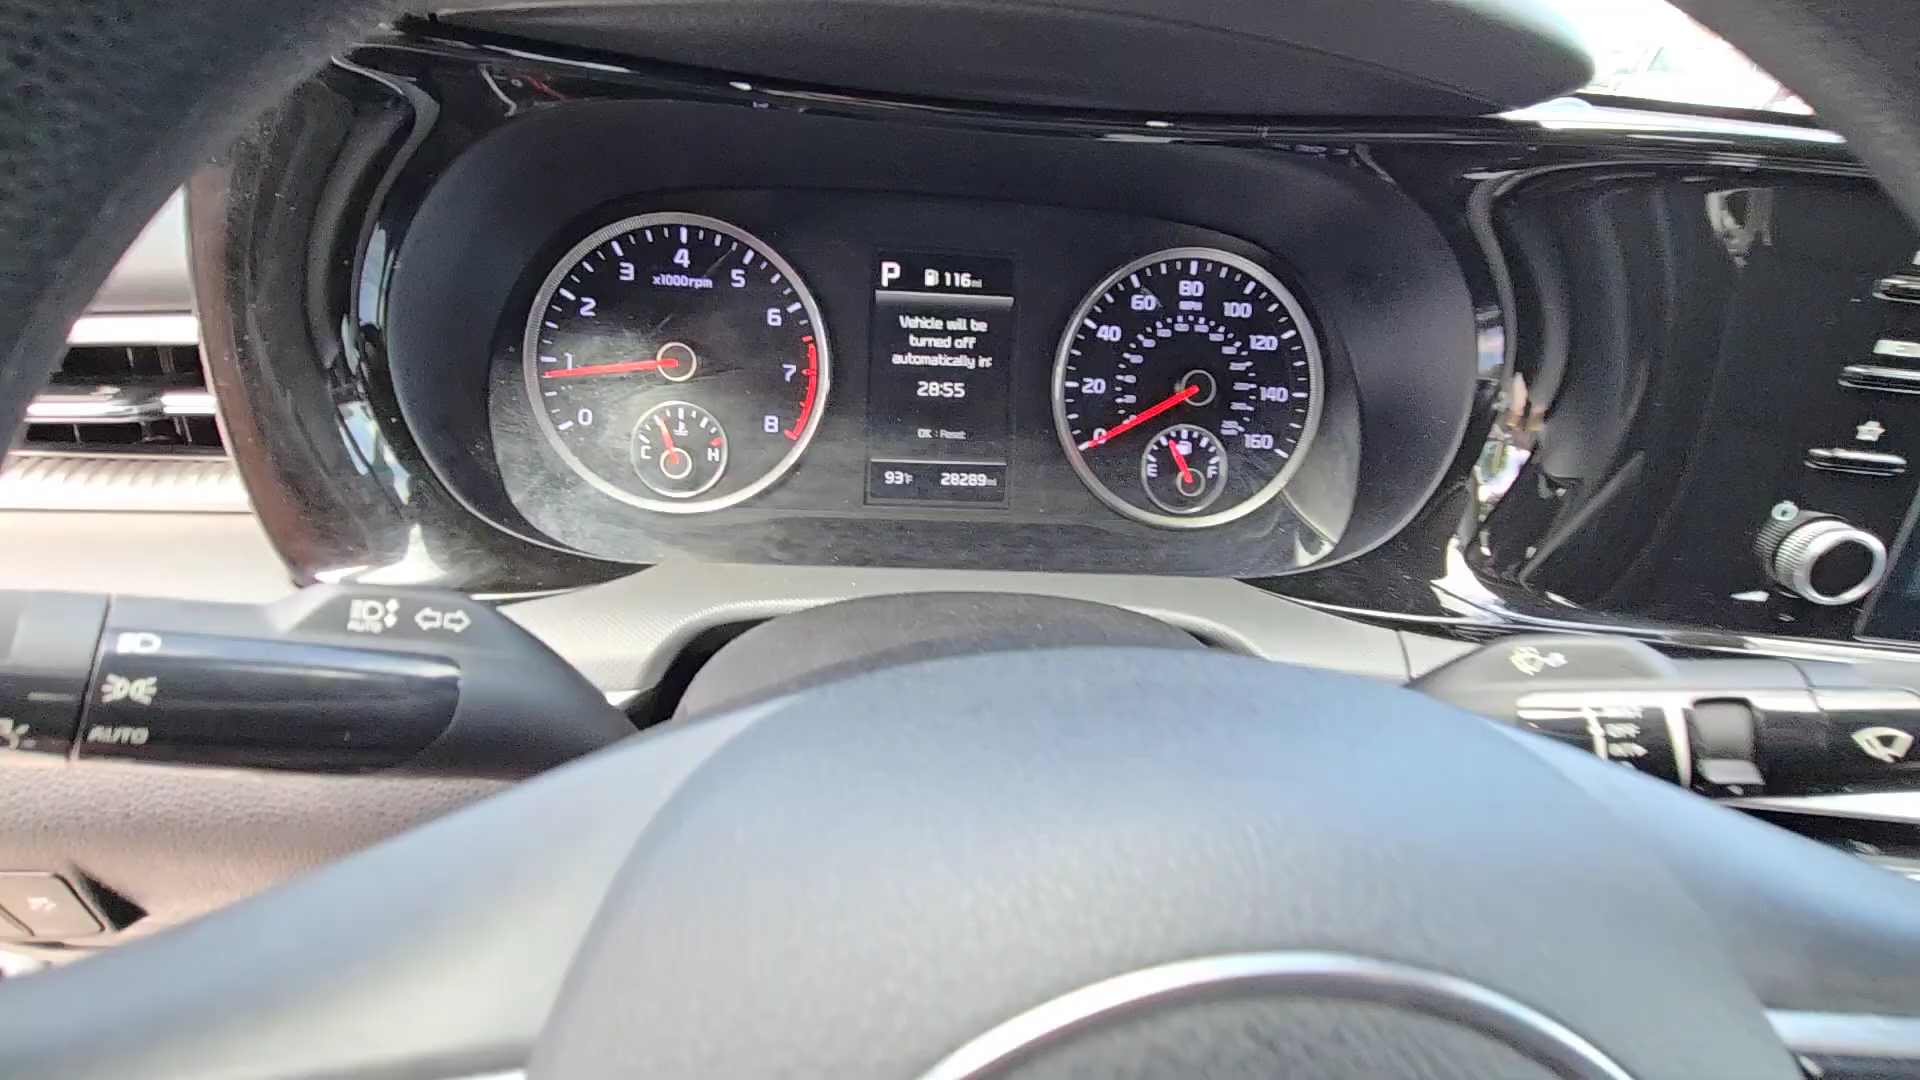 4
3
5
x1000rpm
2
6
1
7
0
8
C
H
P
116mi
Vehicle will be
turned off
automatically in:
28:55
OK : Reset
93°F
28289mi
80
60
MPH
100
40
120
20
140
0
160
E
F
AUTO
AUTO